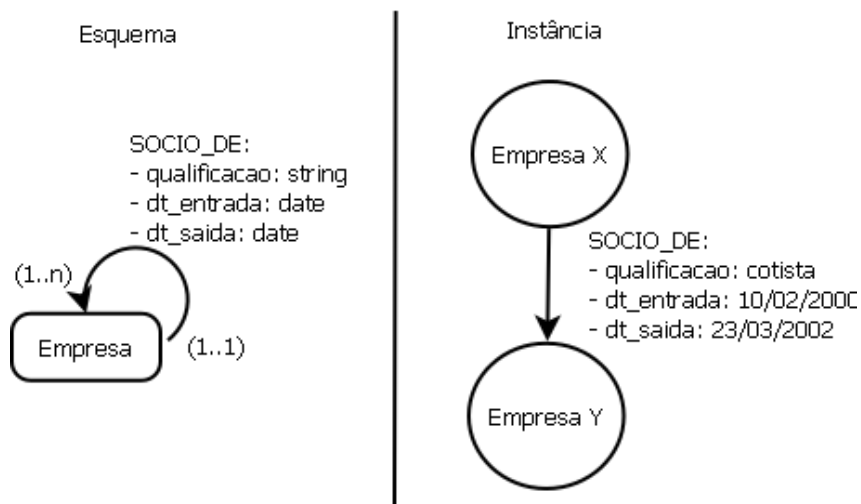 Esquema
SOCIO_DE:
- qualificacao: string
- dt_entrada: date
- dt_saida: date
(1..n)
Empresa
(1..1)
Instância
Empresa X
SOCIO_DE:
- qualificacao: cotista
- dt_entrada: 10/02/2000
- dt_saida: 23/03/2002
Empresa Y